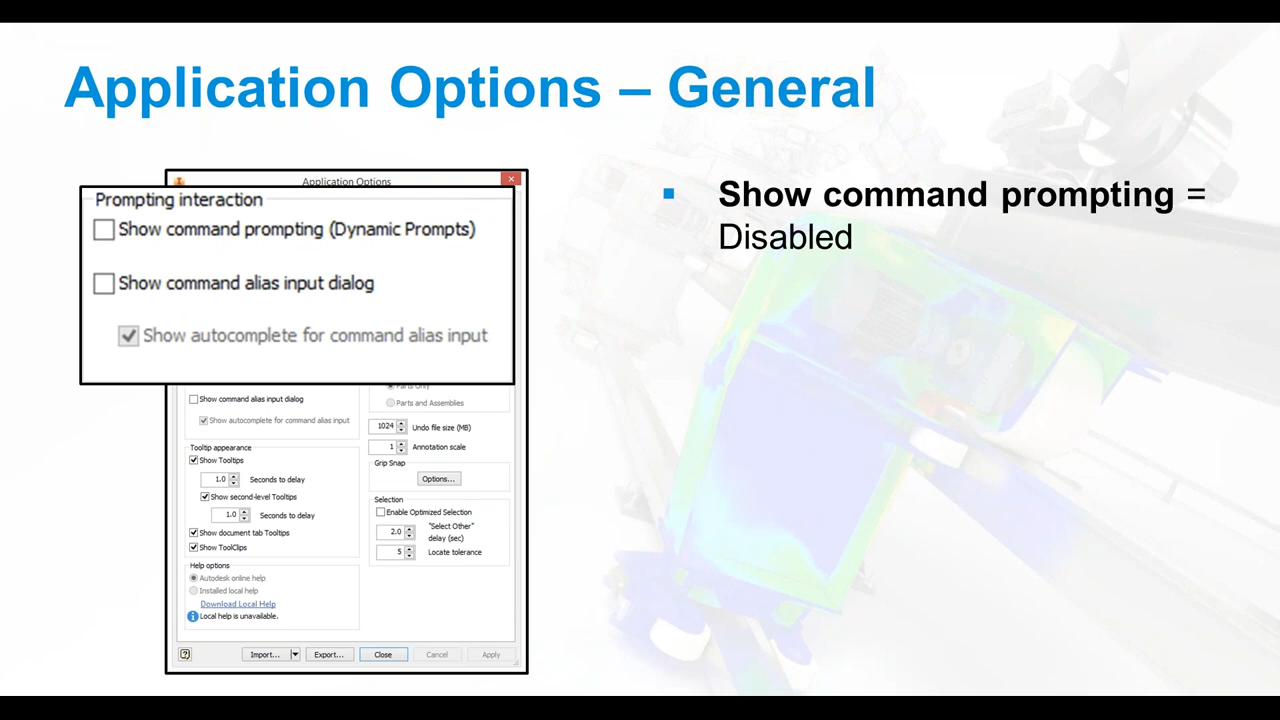 Application Options – General
Application Options
Prompting interaction
Show command prompting (Dynamic Prompts)
Show command alias input dialog
Show autocomplete for command alias input
Show command alias input dialog
Show autocomplete for command alias input
Tooltip appearance
Show Tooltips
1.0 Seconds to delay
Show second-level Tooltips
1.0 Seconds to delay
Show document tab Tooltips
Show ToolClips
Help options
Autodesk online help
Installed local help
Download Local Help
Local help is unavailable.
Parts Only
Parts and Assemblies
1024 Undo file size (MB)
1 Annotation scale
Grip Snap
Options...
Selection
Enable Optimized Selection
2.0 "Select Other"
delay (sec)
5 Locate tolerance
Import... Export... Close Cancel Apply
▪ Show command prompting =
Disabled